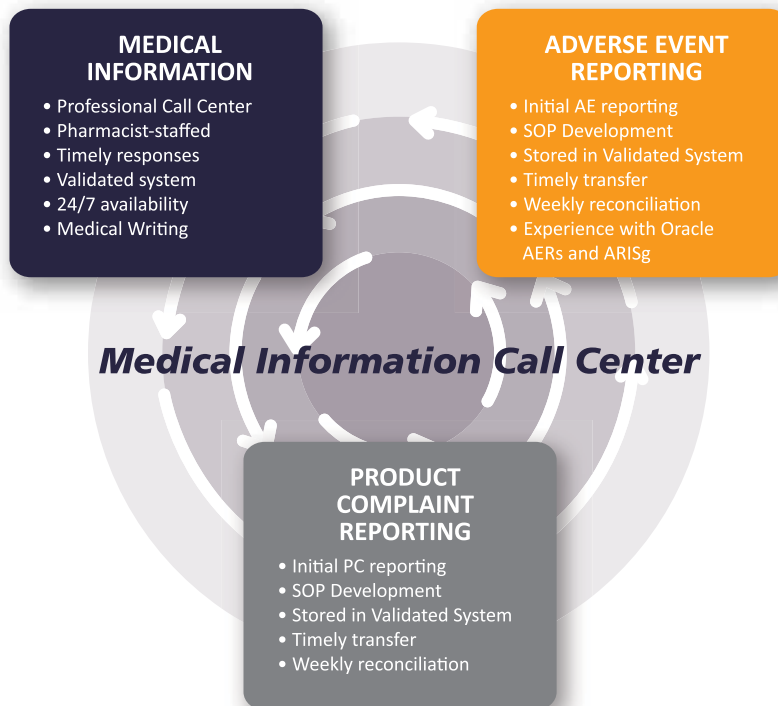 MEDICAL
INFORMATION
• Professional Call Center
• Pharmacist-staffed
• Timely responses
• Validated system
• 24/7 availability
• Medical Writing
ADVERSE EVENT
REPORTING
• Initial AE reporting
• SOP Development
• Stored in Validated System
• Timely transfer
• Weekly reconciliation
• Experience with Oracle
AERs and ARISg
Medical Information Call Center
PRODUCT
COMPLAINT
REPORTING
• Initial PC reporting
• SOP Development
• Stored in Validated System
• Timely transfer
• Weekly reconciliation